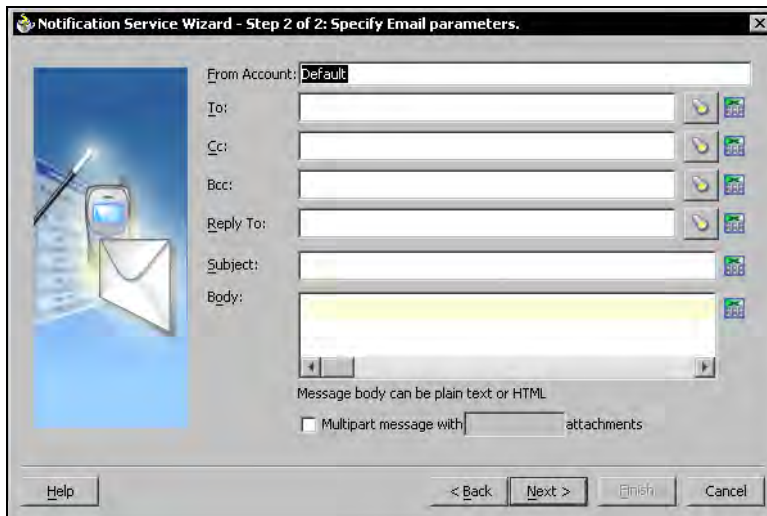 Notification Service Wizard - Step 2 of 2: Specify Email parameters.
From Account: Default
To:
Cc:
Bcc:
Reply To:
Subject:
Body:
Message body can be plain text or HTML
Multipart message with attachments
Help < Back Next > Finish Cancel